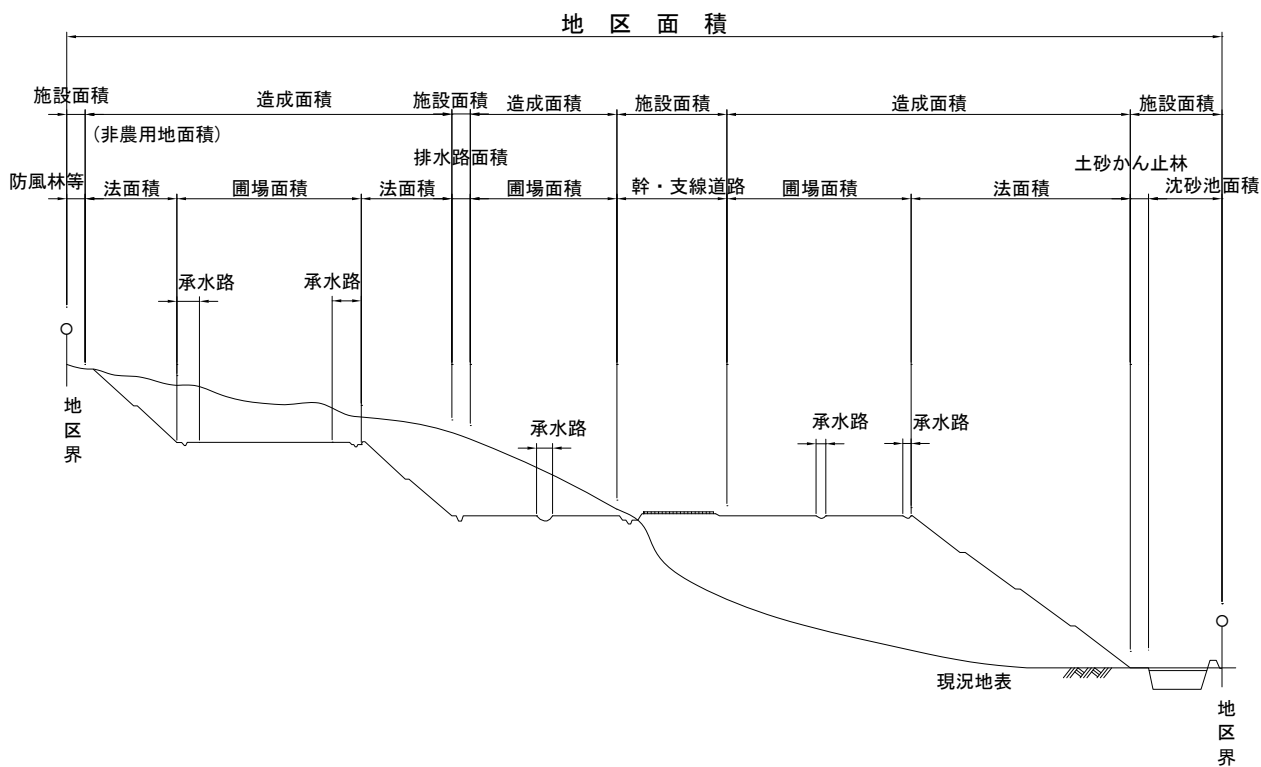 地 区 面 積
施設面積
造成面積
施設面積
造成面積
施設面積
造成面積
施設面積
(非農用地面積)
排水路面積
土砂かん止林
防風林等
法面積
圃場面積
法面積
圃場面積
幹・支線道路
圃場面積
法面積
沈砂池面積
承水路
承水路
地区界
承水路
承水路
承水路
現況地表
地区界